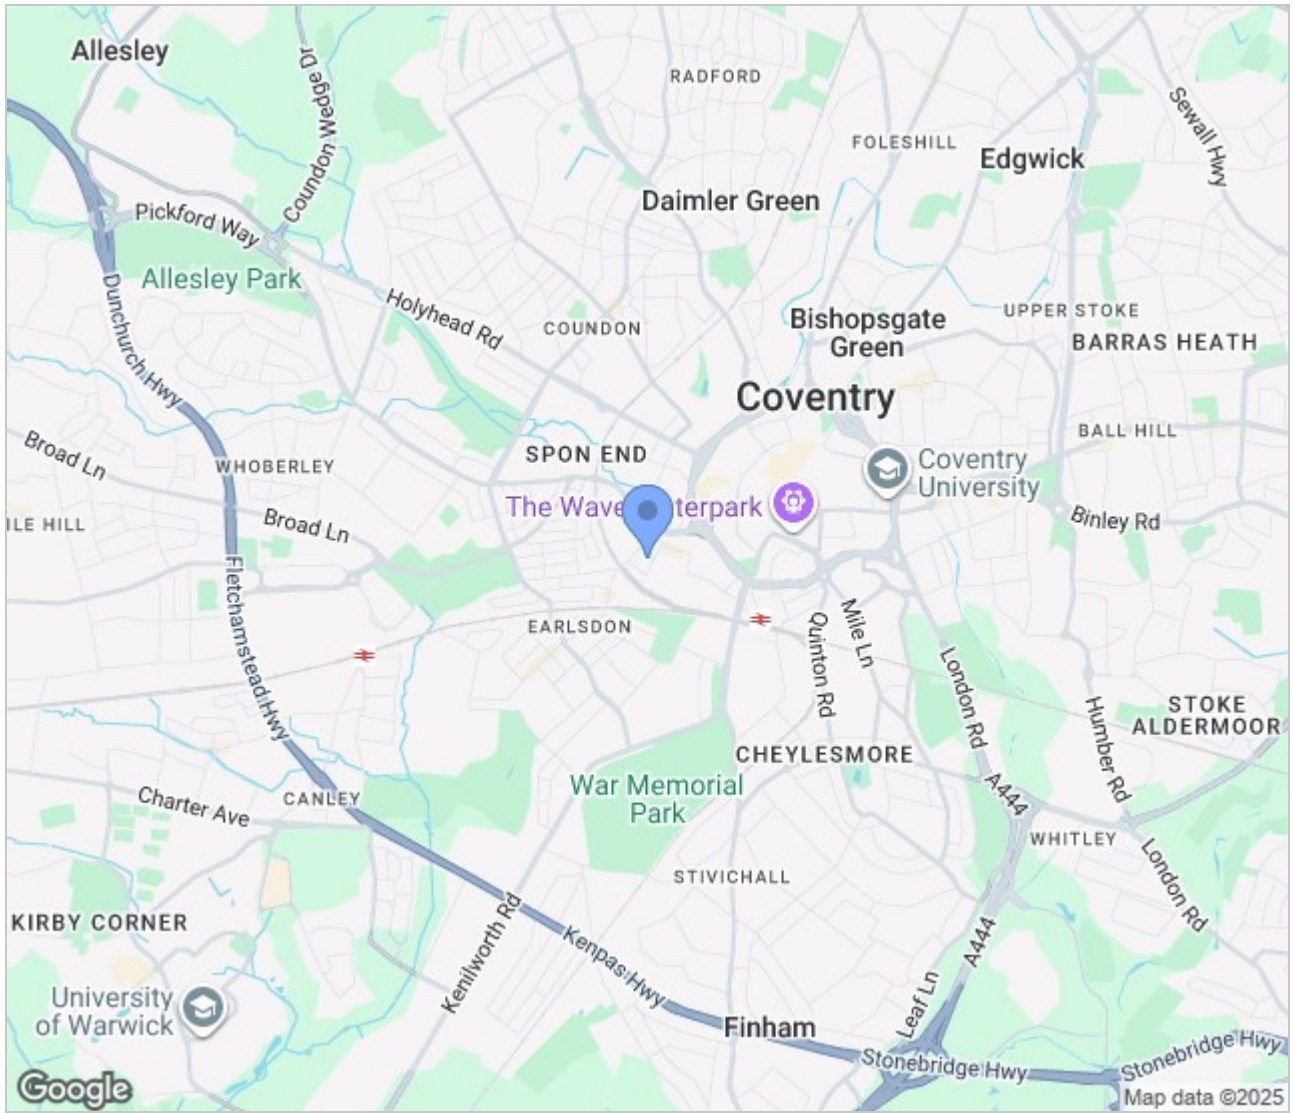 Allesley
Coundon Wedge Dr
RADFORD
Sewall Hwy
FOLESHILL
Edgwick
Daimler Green
Pickford Way
Allesley Park
Dunchurch Hwy
Holyhead Rd
COUNDON
UPPER STOKE
Bishopsgate
Green
BARRAS HEATH
Coventry
BALL HILL
Broad Ln
WHOBERLEY
SPON END
Coventry
University
The Wave
terpark
ILE HILL
Broad Ln
Binley Rd
Fletchamstead Hwy
EARLSDON
Quinton Rd
Mile Ln
London Rd
Humber Rd
STOKE
ALDERMOOR
CHEYLESMORE
War Memorial
Park
A444
Charter Ave
CANLEY
WHITLEY
London Rd
STIVICHALL
KIRBY CORNER
Kenilworth Rd
Kenpas Hwy
A444
Leaf Ln
University
of Warwick
Finham
Stonebridge Hwy
Stonebridge Hwy
Google
Map data ©2025